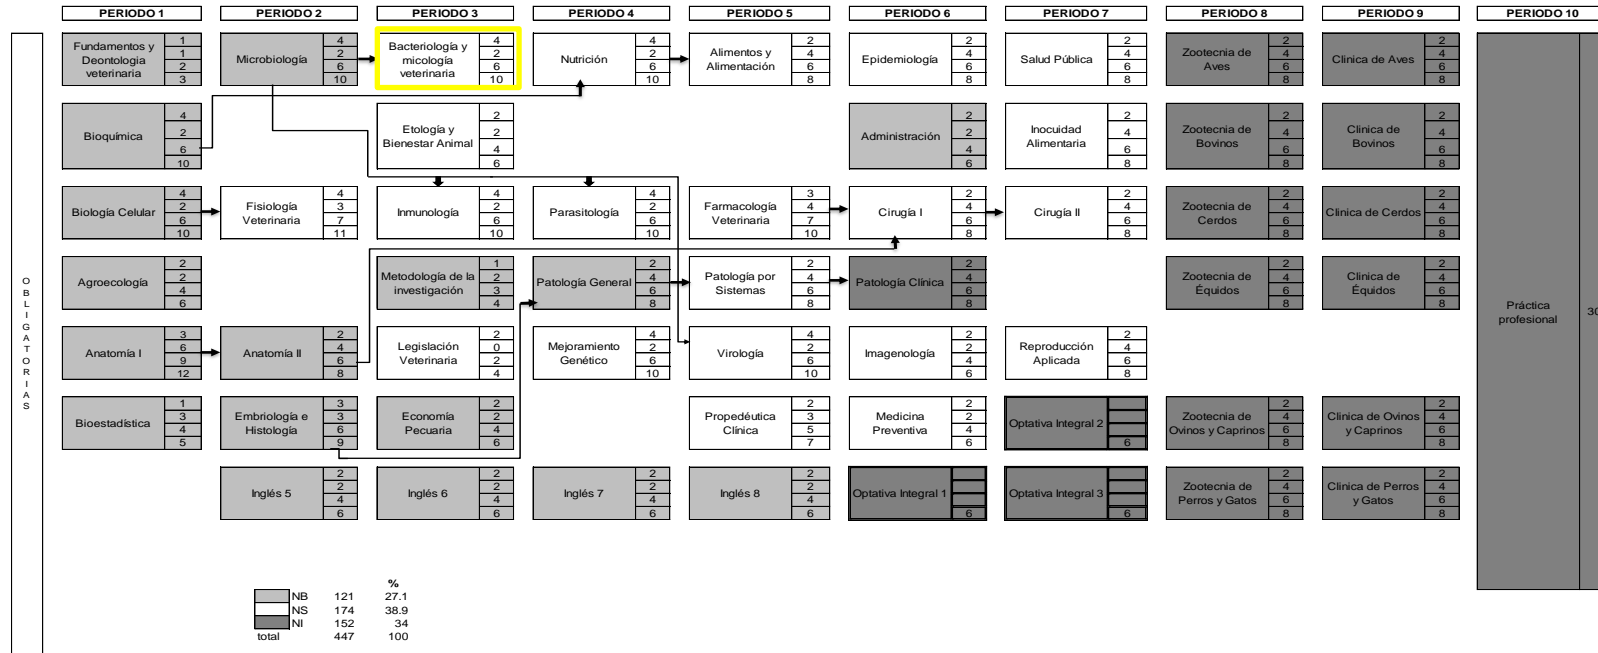 PERIODO 1 PERIODO 2 PERIODO 3 PERIODO 4 PERIODO 5 PERIODO 6 PERIODO 7 PERIODO 8 PERIODO 9 PERIODO 10
OBLIGATORIAS
Fundamentos y
Deontologia
veterinaria
1
1
2
3
Microbiología
4
2
6
10
Bacteriología y
micología
veterinaria
4
2
6
10
Nutrición
4
2
6
10
Alimentos y
Alimentación
2
4
6
8
Epidemiología
2
4
6
8
Salud Pública
2
4
6
8
Zootecnia de
Aves
2
4
6
8
Clinica de Aves
2
4
6
8
Bioquímica
4
2
6
10
Etología y
Bienestar Animal
2
2
4
6
Administración
2
2
4
6
Inocuidad
Alimentaria
2
4
6
8
Zootecnia de
Bovinos
2
4
6
8
Clinica de
Bovinos
2
4
6
8
Biología Celular
4
2
6
10
Fisiología
Veterinaria
4
3
7
11
Inmunología
4
2
6
10
Parasitología
4
2
6
10
Farmacología
Veterinaria
3
4
7
10
Cirugía I
2
4
6
8
Cirugía II
2
4
6
8
Zootecnia de
Cerdos
2
4
6
8
Clinica de Cerdos
2
4
6
8
Agroecología
2
2
4
6
Metodología de la
investigación
1
2
3
4
Patología General
2
4
6
8
Patología por
Sistemas
2
4
6
8
Patología Clínica
2
4
6
8
Zootecnia de
Équidos
2
4
6
8
Clinica de
Équidos
2
4
6
8
Práctica
profesional
30
Anatomía I
3
6
9
12
Anatomía II
2
4
6
8
Legislación
Veterinaria
2
0
2
4
Mejoramiento
Genético
4
2
6
10
Virología
4
2
6
10
Imagenología
2
2
4
6
Reproducción
Aplicada
2
4
6
8
Bioestadística
1
3
4
5
Embriología e
Histología
3
3
6
9
Economía
Pecuaria
2
2
4
6
Propedéutica
Clínica
2
3
5
7
Medicina
Preventiva
2
2
4
6
Optativa Integral 2
6
Zootecnia de
Ovinos y Caprinos
2
4
6
8
Clinica de Ovinos
y Caprinos
2
4
6
8
Inglés 5
2
2
4
6
Inglés 6
2
2
4
6
Inglés 7
2
2
4
6
Inglés 8
2
2
4
6
Optativa Integral 1
6
Optativa Integral 3
6
Zootecnia de
Perros y Gatos
2
4
6
8
Clinica de Perros
y Gatos
2
4
6
8
%
NB 121 27.1
NS 174 38.9
NI 152 34
total 447 100